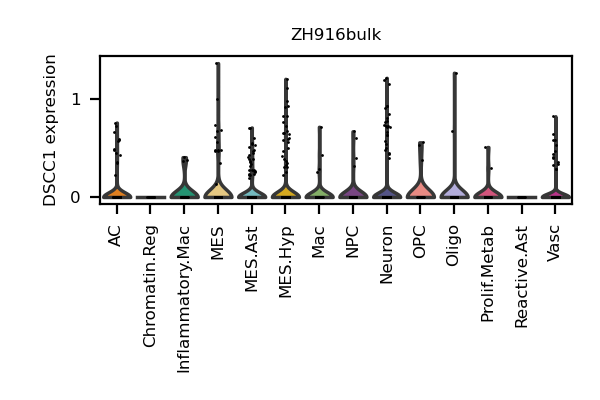 ZH916bulk
DSCC1 expression
1
0
AC
Chromatin.Reg
Inflammatory.Mac
MES
MES.Ast
MES.Hyp
Mac
NPC
Neuron
OPC
Oligo
Prolif.Metab
Reactive.Ast
Vasc